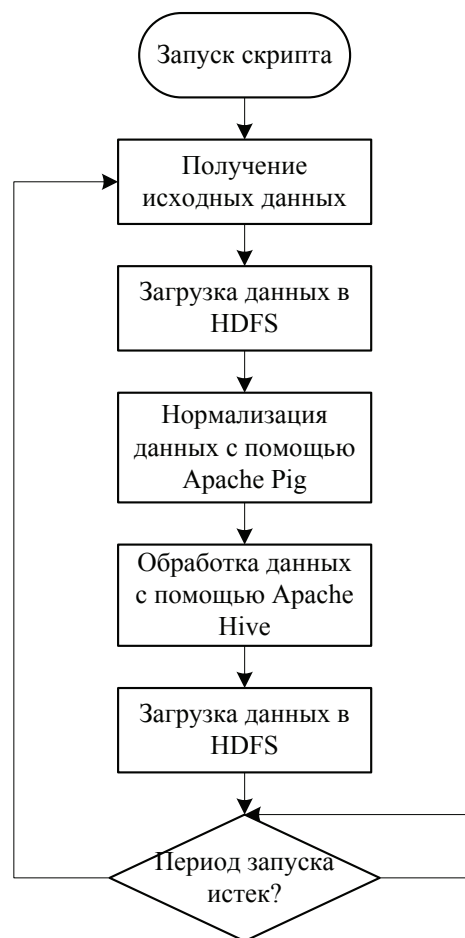 Запуск скрипта
Получение
исходных данных
Загрузка данных в
HDFS
Нормализация
данных с помощью
Apache Pig
Обработка данных
с помощью Apache
Hive
Загрузка данных в
HDFS
Период запуска
истек?